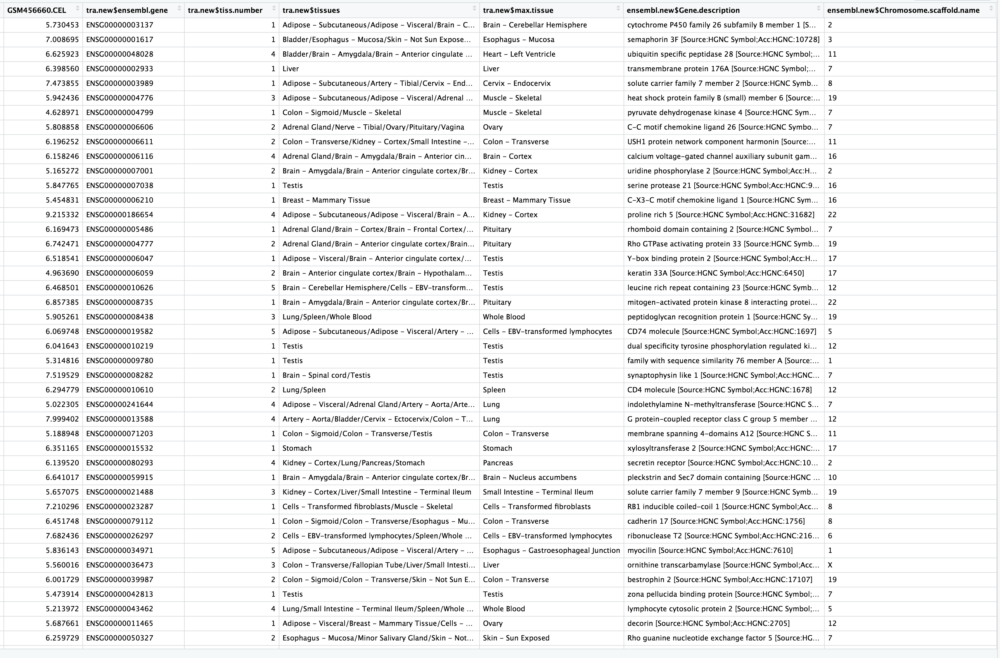 GSM456660.CEL tra.new$ensembl.gene tra.new$tiss.number tra.new$tissues tra.new$max.tissue ensembl.new$Gene.description ensembl.new$Chromosome.scaffold.name
5.730453 ENSG00000003137 1 Adipose – Subcutaneous/Adipose – Visceral/Brain – C... Brain – Cerebellar Hemisphere cytochrome P450 family 26 subfamily B member 1 [S... 2
7.008695 ENSG00000001617 1 Bladder/Esophagus – Mucosa/Skin – Not Sun Expose... Esophagus – Mucosa semaphorin 3F [Source:HGNC Symbol;Acc:HGNC:10728] 3
6.625923 ENSG00000048028 4 Bladder/Brain – Amygdala/Brain – Anterior cingulate ... Heart – Left Ventricle ubiquitin specific peptidase 28 [Source:HGNC Symbol;... 11
6.398560 ENSG00000002933 1 Liver Liver transmembrane protein 176A [Source:HGNC Symbol;... 7
7.473855 ENSG00000003989 1 Adipose – Subcutaneous/Artery – Tibial/Cervix – End... Cervix – Endocervix solute carrier family 7 member 2 [Source:HGNC Symb... 8
5.942436 ENSG00000004776 3 Adipose – Subcutaneous/Adipose – Visceral/Adrenal ... Muscle – Skeletal heat shock protein family B (small) member 6 [Source:... 19
4.628971 ENSG00000004799 1 Colon – Sigmoid/Muscle – Skeletal Muscle – Skeletal pyruvate dehydrogenase kinase 4 [Source:HGNC Sym... 7
5.808858 ENSG00000006606 2 Adrenal Gland/Nerve – Tibial/Ovary/Pituitary/Vagina Ovary C–C motif chemokine ligand 26 [Source:HGNC Symbo... 7
6.196252 ENSG00000006611 2 Colon – Transverse/Kidney – Cortex/Small Intestine –... Colon – Transverse USH1 protein network component harmonin [Source:... 11
6.158246 ENSG00000006116 4 Adrenal Gland/Brain – Amygdala/Brain – Anterior cin... Brain – Cortex calcium voltage–gated channel auxiliary subunit gam... 16
5.165272 ENSG00000007001 2 Brain – Amygdala/Brain – Anterior cingulate cortex/Br... Kidney – Cortex uridine phosphorylase 2 [Source:HGNC Symbol;Acc:H... 2
5.847765 ENSG00000007038 1 Testis Testis serine protease 21 [Source:HGNC Symbol;Acc:HGNC:9... 16
5.454831 ENSG00000006210 1 Breast – Mammary Tissue Breast – Mammary Tissue C–X3–C motif chemokine ligand 1 [Source:HGNC Sym... 16
9.215332 ENSG00000186654 4 Adipose – Subcutaneous/Adipose – Visceral/Brain – A... Kidney – Cortex proline rich 5 [Source:HGNC Symbol;Acc:HGNC:31682] 22
6.169473 ENSG00000005486 1 Adrenal Gland/Brain – Cortex/Brain – Frontal Cortex/... Pituitary rhomboid domain containing 2 [Source:HGNC Symbol... 7
6.742471 ENSG00000004777 2 Adrenal Gland/Brain – Anterior cingulate cortex/Brain... Pituitary Rho GTPase activating protein 33 [Source:HGNC Symb... 19
6.518541 ENSG00000006047 1 Adipose – Visceral/Brain – Anterior cingulate cortex/... Testis Y–box binding protein 2 [Source:HGNC Symbol;Acc:H... 17
4.963690 ENSG00000006059 2 Brain – Anterior cingulate cortex/Brain – Hypothalam... Testis keratin 33A [Source:HGNC Symbol;Acc:HGNC:6450] 17
6.468501 ENSG00000010626 5 Brain – Cerebellar Hemisphere/Cells – EBV–transform... Testis leucine rich repeat containing 23 [Source:HGNC Symb... 12
6.857385 ENSG00000008735 1 Brain – Amygdala/Brain – Anterior cingulate cortex/Br... Pituitary mitogen–activated protein kinase 8 interacting protei... 22
5.905261 ENSG00000008438 3 Lung/Spleen/Whole Blood Whole Blood peptidoglycan recognition protein 1 [Source:HGNC Sy... 19
6.069748 ENSG00000019582 5 Adipose – Subcutaneous/Adipose – Visceral/Artery – ... Cells – EBV–transformed lymphocytes CD74 molecule [Source:HGNC Symbol;Acc:HGNC:1697] 5
6.041643 ENSG00000010219 1 Testis Testis dual specificity tyrosine phosphorylation regulated ki... 12
5.314816 ENSG00000009780 1 Testis Testis family with sequence similarity 76 member A [Source:... 1
7.519529 ENSG00000008282 1 Brain – Spinal cord/Testis Testis synaptophysin like 1 [Source:HGNC Symbol;Acc:HGNC... 7
6.294779 ENSG00000010610 2 Lung/Spleen Spleen CD4 molecule [Source:HGNC Symbol;Acc:HGNC:1678] 12
5.022305 ENSG00000241644 4 Adipose – Visceral/Adrenal Gland/Artery – Aorta/Arte... Lung indolethylamine N–methyltransferase [Source:HGNC S... 7
7.999402 ENSG00000013588 4 Artery – Aorta/Bladder/Cervix – Ectocervix/Colon – T... Lung G protein–coupled receptor class C group 5 member ... 12
5.188948 ENSG00000071203 1 Colon – Sigmoid/Colon – Transverse/Testis Colon – Transverse membrane spanning 4–domains A12 [Source:HGNC S... 11
6.351165 ENSG00000015532 1 Stomach Stomach xylosyltransferase 2 [Source:HGNC Symbol;Acc:HGNC:... 17
6.139520 ENSG00000080293 4 Kidney – Cortex/Lung/Pancreas/Stomach Pancreas secretin receptor [Source:HGNC Symbol;Acc:HGNC:10... 2
6.641017 ENSG00000059915 1 Brain – Amygdala/Brain – Anterior cingulate cortex/Br... Brain – Nucleus accumbens pleckstrin and Sec7 domain containing [Source:HGNC ... 10
5.657075 ENSG00000021488 3 Kidney – Cortex/Liver/Small Intestine – Terminal Ileum Small Intestine – Terminal Ileum solute carrier family 7 member 9 [Source:HGNC Symb... 19
7.210296 ENSG00000023287 1 Cells – Transformed fibroblasts/Muscle – Skeletal Cells – Transformed fibroblasts RB1 inducible coiled–coil 1 [Source:HGNC Symbol;Acc... 8
6.451748 ENSG00000079112 1 Colon – Sigmoid/Colon – Transverse/Esophagus – Mu... Colon – Transverse cadherin 17 [Source:HGNC Symbol;Acc:HGNC:1756] 8
7.682436 ENSG00000026297 2 Cells – EBV–transformed lymphocytes/Spleen/Whole ... Cells – EBV–transformed lymphocytes ribonuclease T2 [Source:HGNC Symbol;Acc:HGNC:216... 6
5.836143 ENSG00000034971 5 Adipose – Subcutaneous/Adipose – Visceral/Artery – ... Esophagus – Gastroesophageal Junction myocilin [Source:HGNC Symbol;Acc:HGNC:7610] 1
5.560016 ENSG00000036473 3 Colon – Transverse/Fallopian Tube/Liver/Small Intesti... Liver ornithine transcarbamylase [Source:HGNC Symbol;Acc... X
6.001729 ENSG00000039987 2 Colon – Sigmoid/Colon – Transverse/Skin – Not Sun E... Colon – Transverse bestrophin 2 [Source:HGNC Symbol;Acc:HGNC:17107] 19
5.473914 ENSG00000042813 1 Testis Testis zona pellucida binding protein [Source:HGNC Symbol;... 7
5.213972 ENSG00000043462 4 Lung/Small Intestine – Terminal Ileum/Spleen/Whole ... Whole Blood lymphocyte cytosolic protein 2 [Source:HGNC Symbol;... 5
5.687661 ENSG00000011465 1 Adipose – Visceral/Breast – Mammary Tissue/Cells – ... Ovary decorin [Source:HGNC Symbol;Acc:HGNC:2705] 12
6.259729 ENSG00000050327 2 Esophagus – Mucosa/Minor Salivary Gland/Skin – Not... Skin – Sun Exposed Rho guanine nucleotide exchange factor 5 [Source:HG... 7